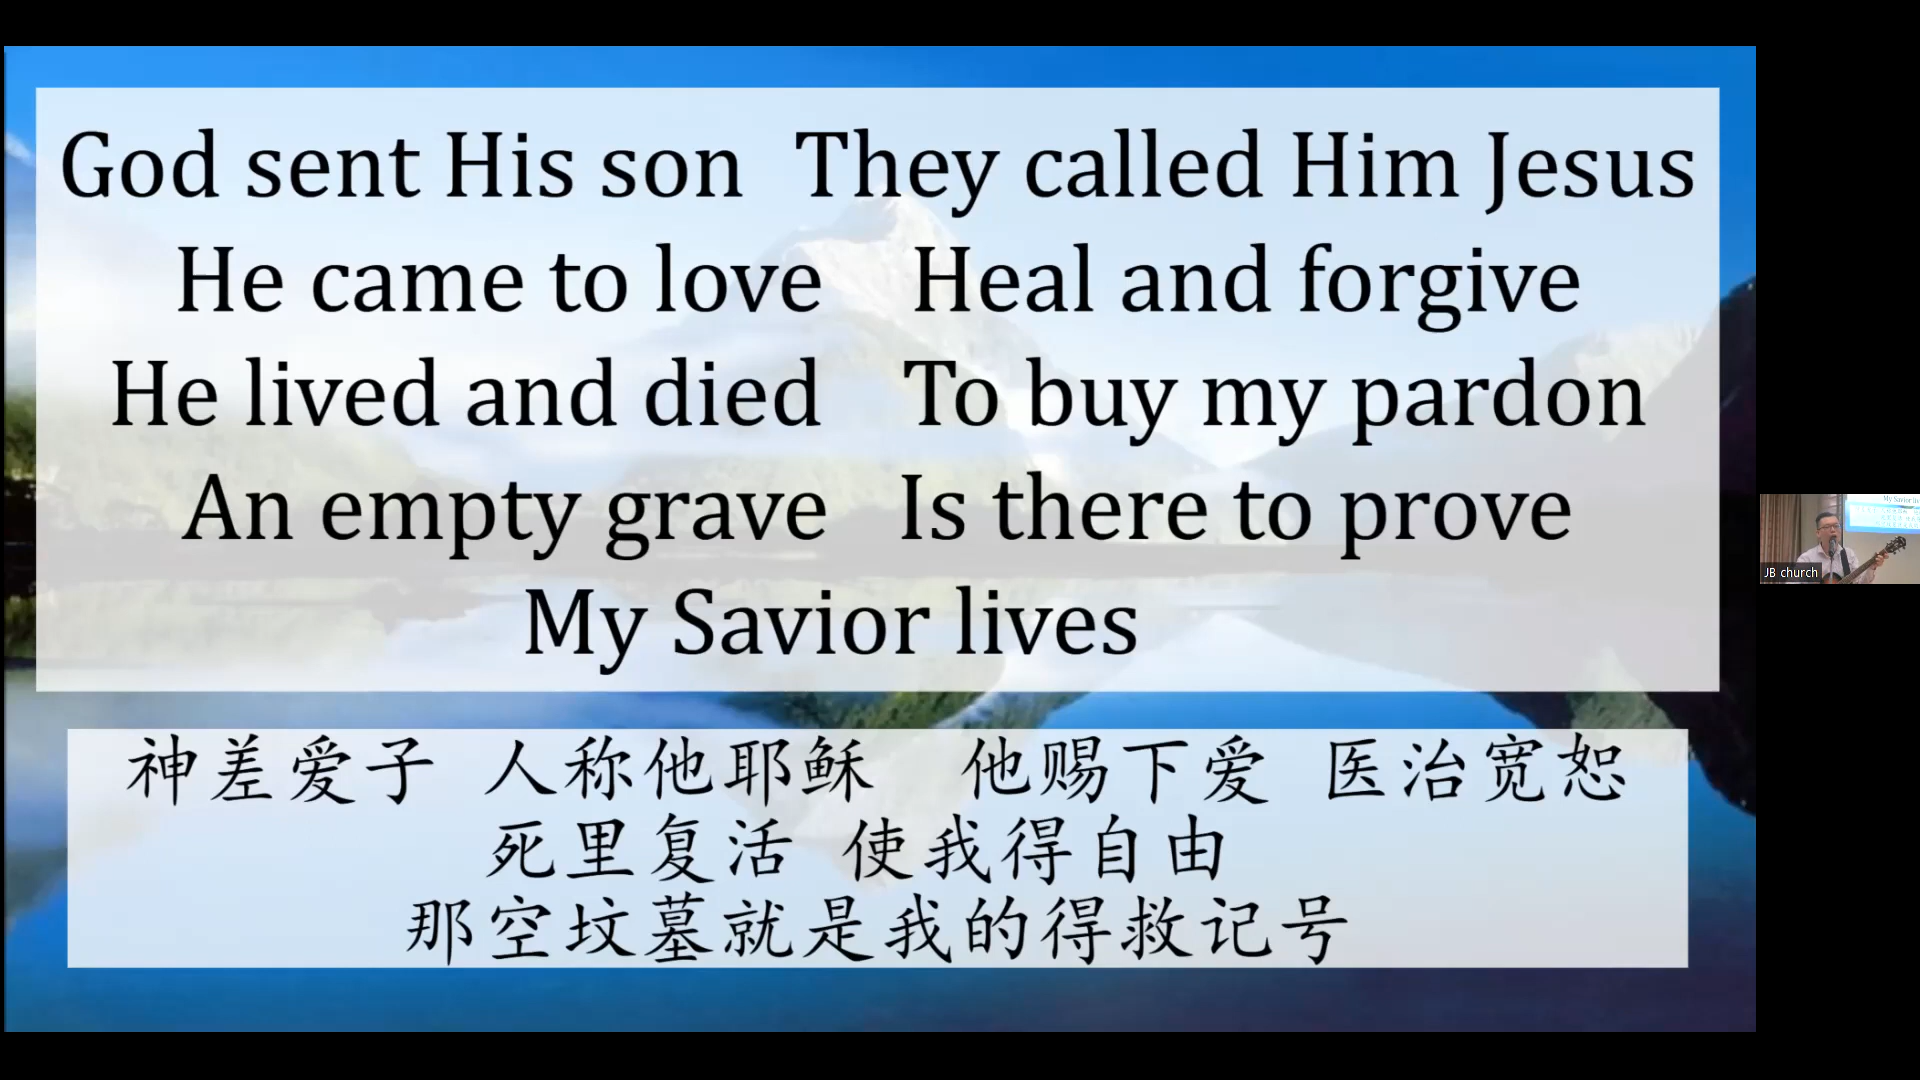 God sent His son They called Him Jesus
He came to love Heal and forgive
He lived and died To buy my pardon
An empty grave Is there to prove
My Savior lives
神差爱子 人称他耶稣 他赐下爱 医治宽恕
死里复活 使我得自由
那空坟墓就是我的得救记号
My Savior
JB church